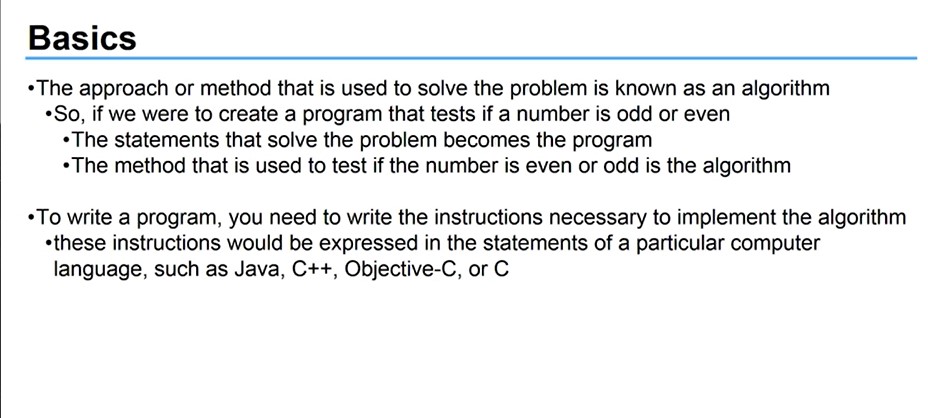 Basics
•The approach or method that is used to solve the problem is known as an algorithm
•So, if we were to create a program that tests if a number is odd or even
•The statements that solve the problem becomes the program
•The method that is used to test if the number is even or odd is the algorithm
•To write a program, you need to write the instructions necessary to implement the algorithm
•these instructions would be expressed in the statements of a particular computer
language, such as Java, C++, Objective-C, or C